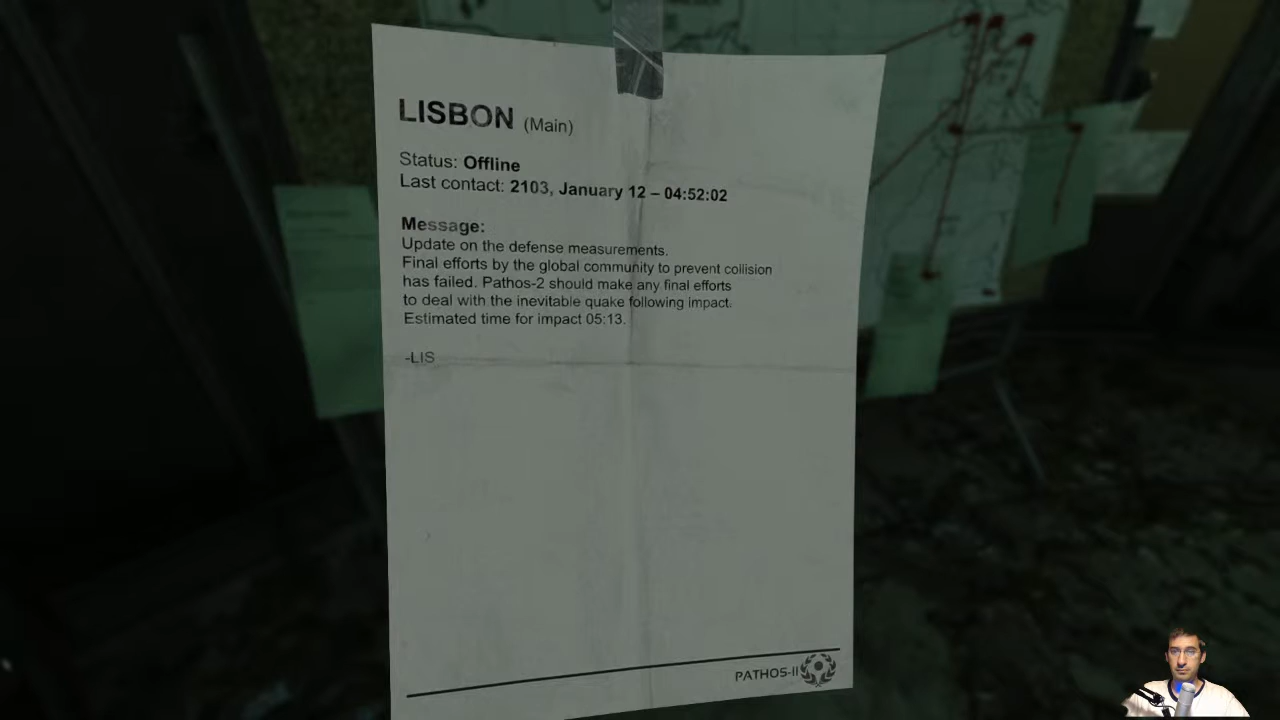 LISBON (Main)
Status: Offline
Last contact: 2103, January 12 – 04:52:02
Message:
Update on the defense measurements.
Final efforts by the global community to prevent collision
has failed. Pathos-2 should make any final efforts
to deal with the inevitable quake following impact.
Estimated time for impact 05:13.
-LIS
PATHOS-II